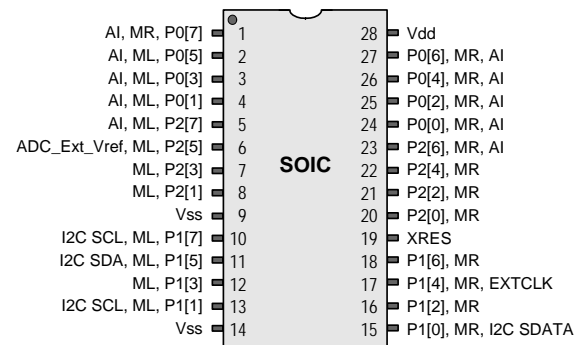 AI, MR, P0[7] 1 28 Vdd
AI, ML, P0[5] 2 27 P0[6], MR, AI
AI, ML, P0[3] 3 26 P0[4], MR, AI
AI, ML, P0[1] 4 25 P0[2], MR, AI
AI, ML, P2[7] 5 24 P0[0], MR, AI
ADC_Ext_Vref, ML, P2[5] 6 23 P2[6], MR, AI
ML, P2[3] 7 SOIC 22 P2[4], MR
ML, P2[1] 8 21 P2[2], MR
Vss 9 20 P2[0], MR
I2C SCL, ML, P1[7] 10 19 XRES
I2C SDA, ML, P1[5] 11 18 P1[6], MR
ML, P1[3] 12 17 P1[4], MR, EXTCLK
I2C SCL, ML, P1[1] 13 16 P1[2], MR
Vss 14 15 P1[0], MR, I2C SDATA